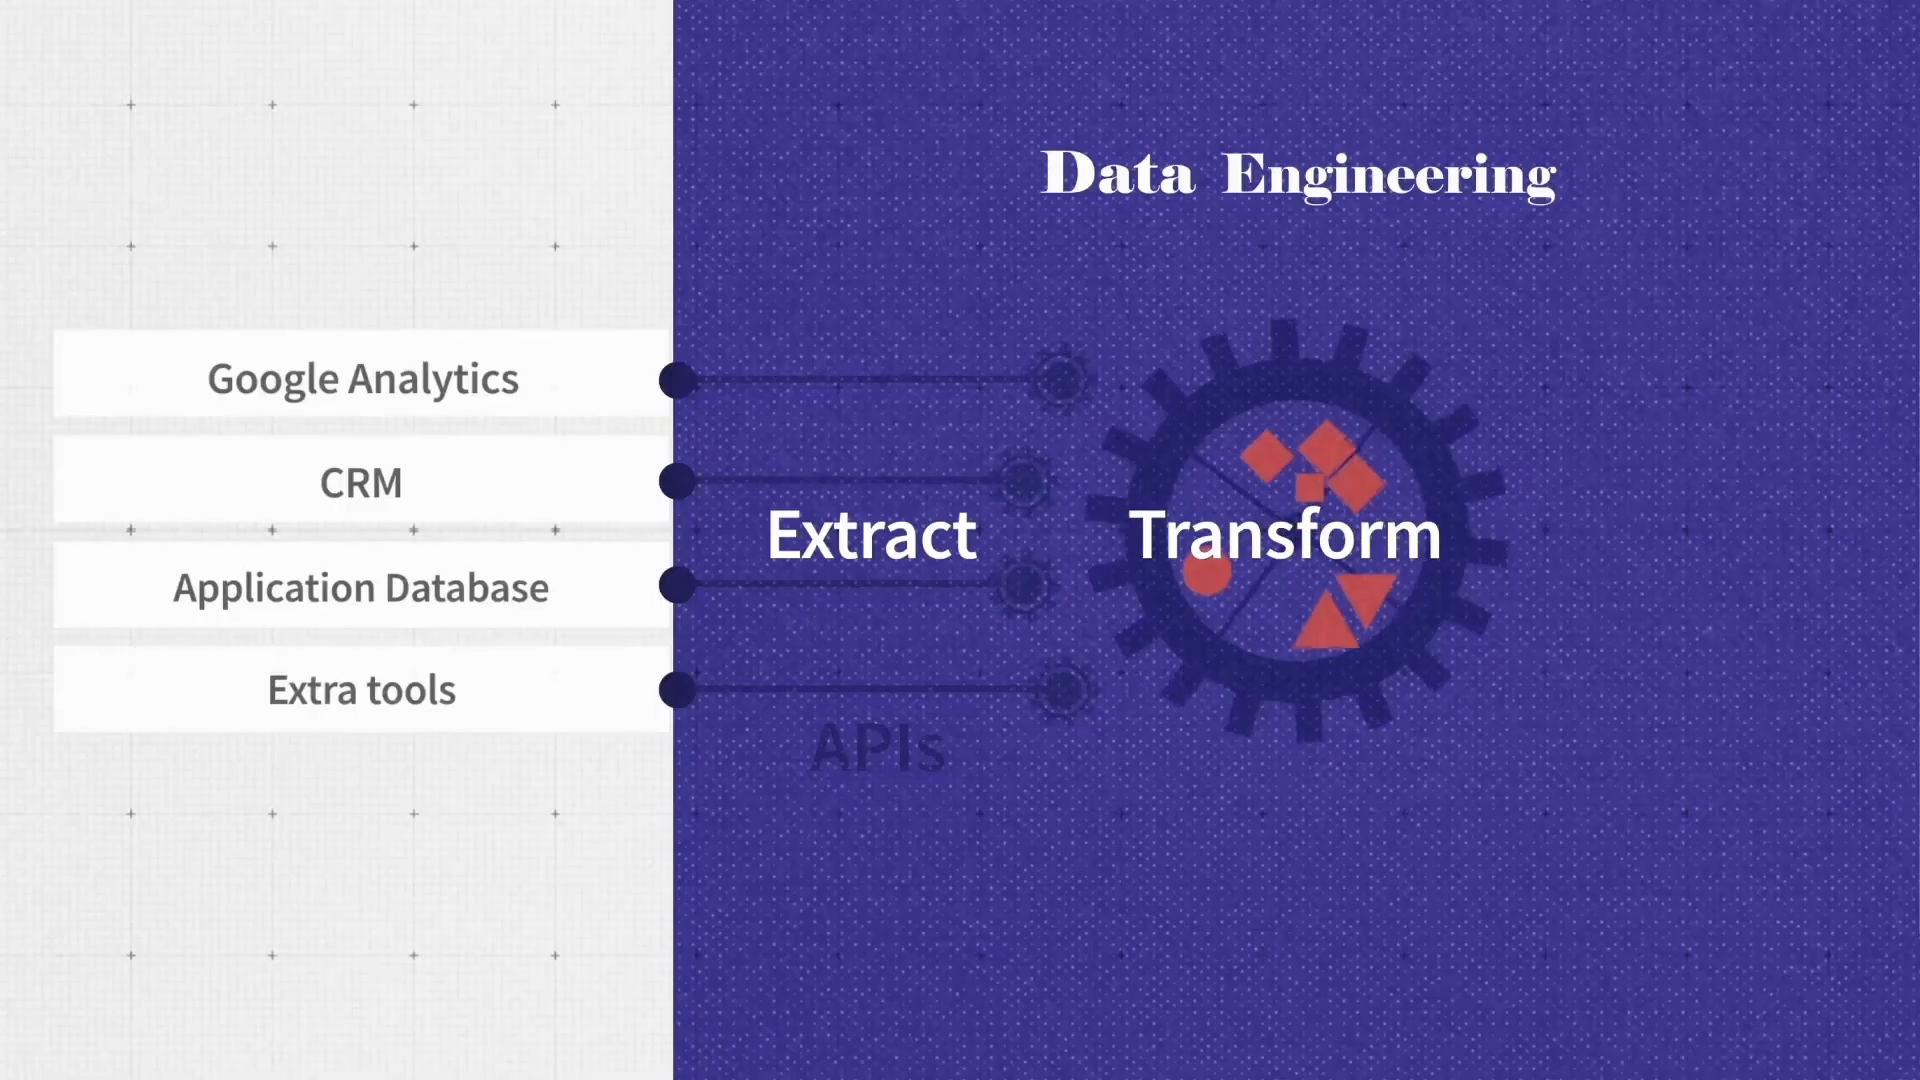 Data Engineering
Google Analytics
CRM
Application Database
Extra tools
Extract
Transform
APIs